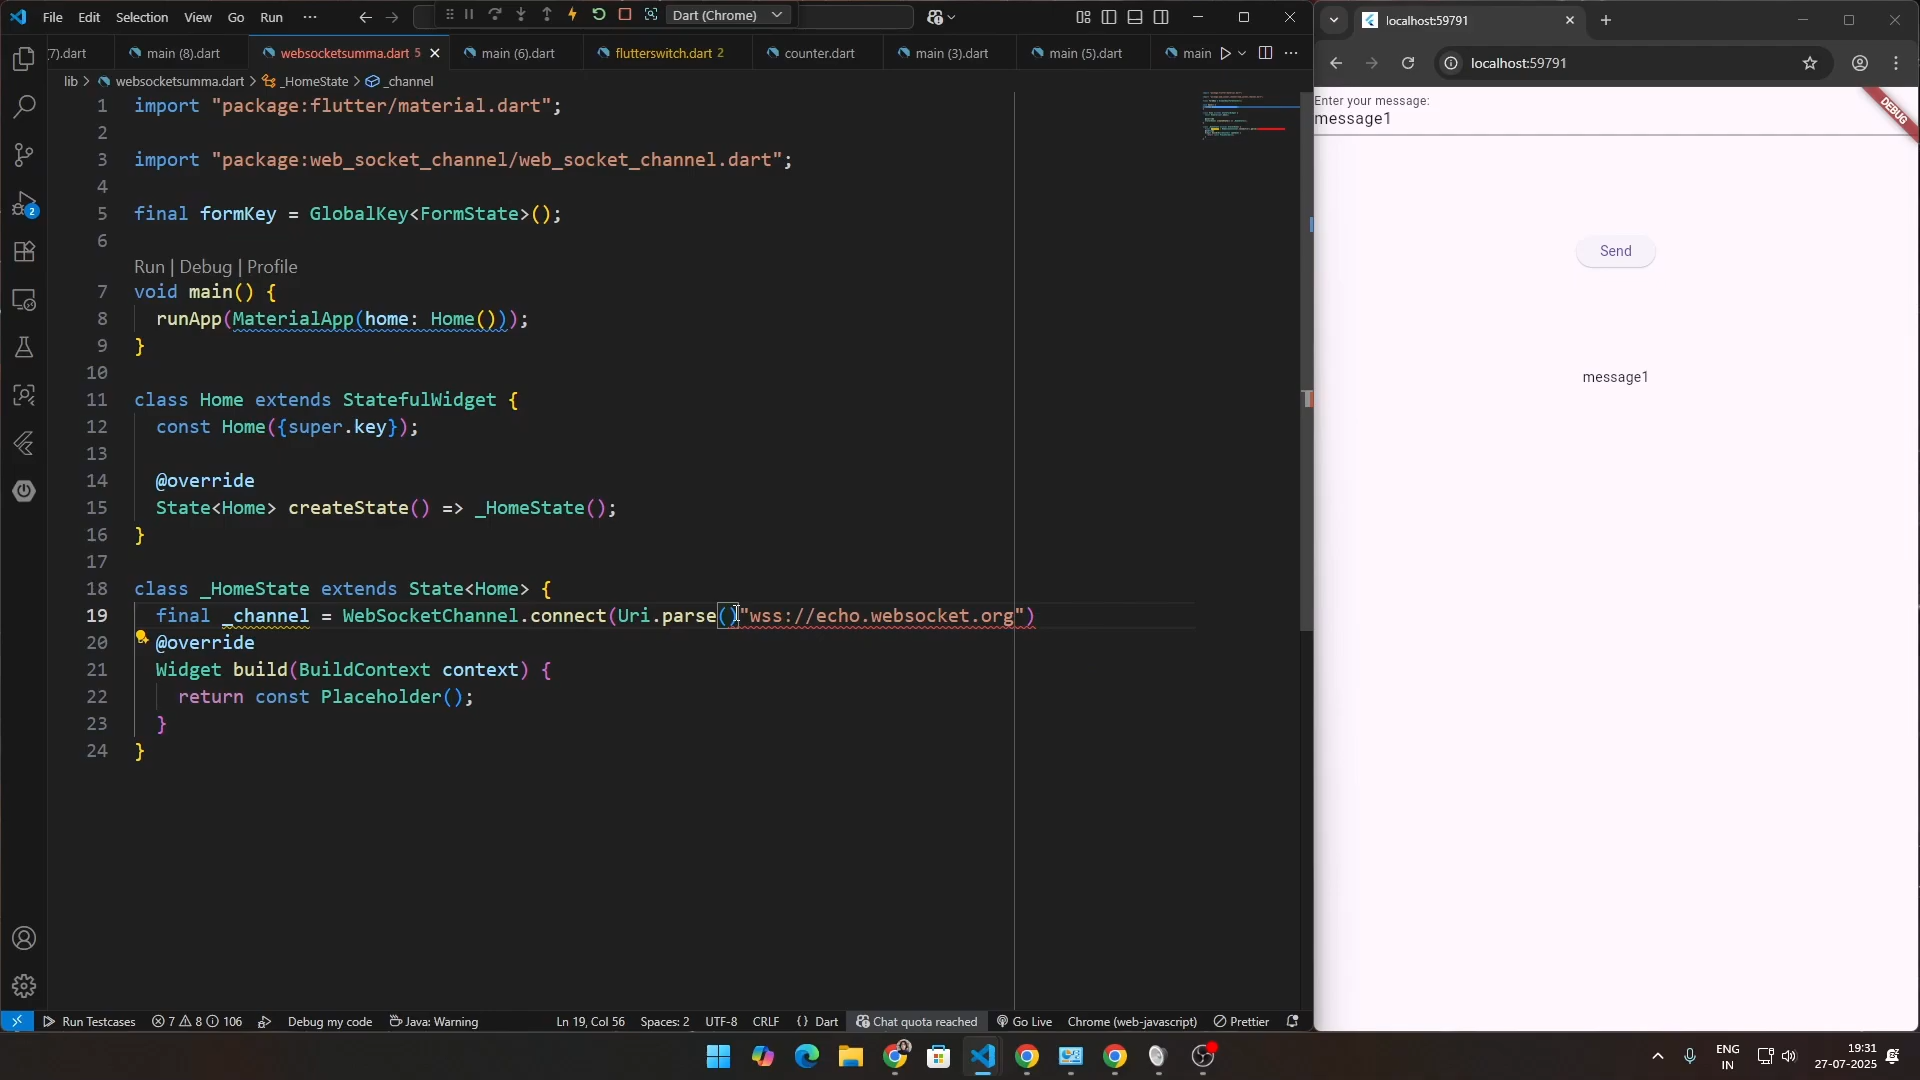 File Edit Selection View Go Run ··· Dart (Chrome)
7).dart main (8).dart websocketsumma.dart 5 main (6).dart flutterswitch.dart 2 counter.dart main (3).dart main (5).dart main
lib > websocketsumma.dart > _HomeState > _channel
1 import "package:flutter/material.dart";
2
3 import "package:web_socket_channel/web_socket_channel.dart";
4
5 final formKey = GlobalKey<FormState>();
6
Run | Debug | Profile
7 void main() {
8 runApp(MaterialApp(home: Home()));
9 }
10
11 class Home extends StatefulWidget {
12 const Home({super.key});
13
14 @override
15 State<Home> createState() => _HomeState();
16 }
17
18 class _HomeState extends State<Home> {
19 final _channel = WebSocketChannel.connect(Uri.parse()"wss://echo.websocket.org")
20 @override
21 Widget build(BuildContext context) {
22 return const Placeholder();
23 }
24 }
2
Run Testcases 7 8 106 Debug my code Java: Warning Ln 19, Col 56 Spaces: 2 UTF-8 CRLF {} Dart Chat quota reached Go Live Chrome (web-javascript) Prettier
localhost:59791
localhost:59791
Enter your message:
message1
DEBUG
Send
message1
ENG
IN
19:31
27-07-2025